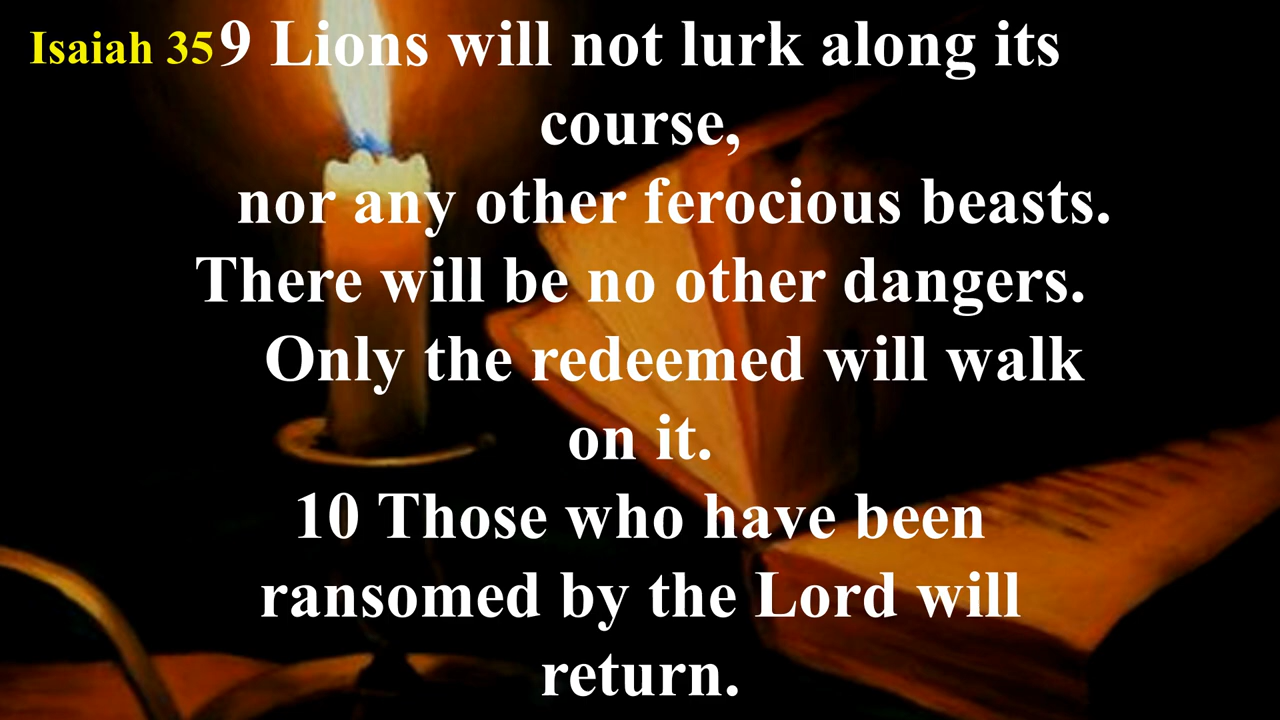 Isaiah 35 9 Lions will not lurk along its
course,
nor any other ferocious beasts.
There will be no other dangers.
Only the redeemed will walk
on it.
10 Those who have been
ransomed by the Lord will
return.